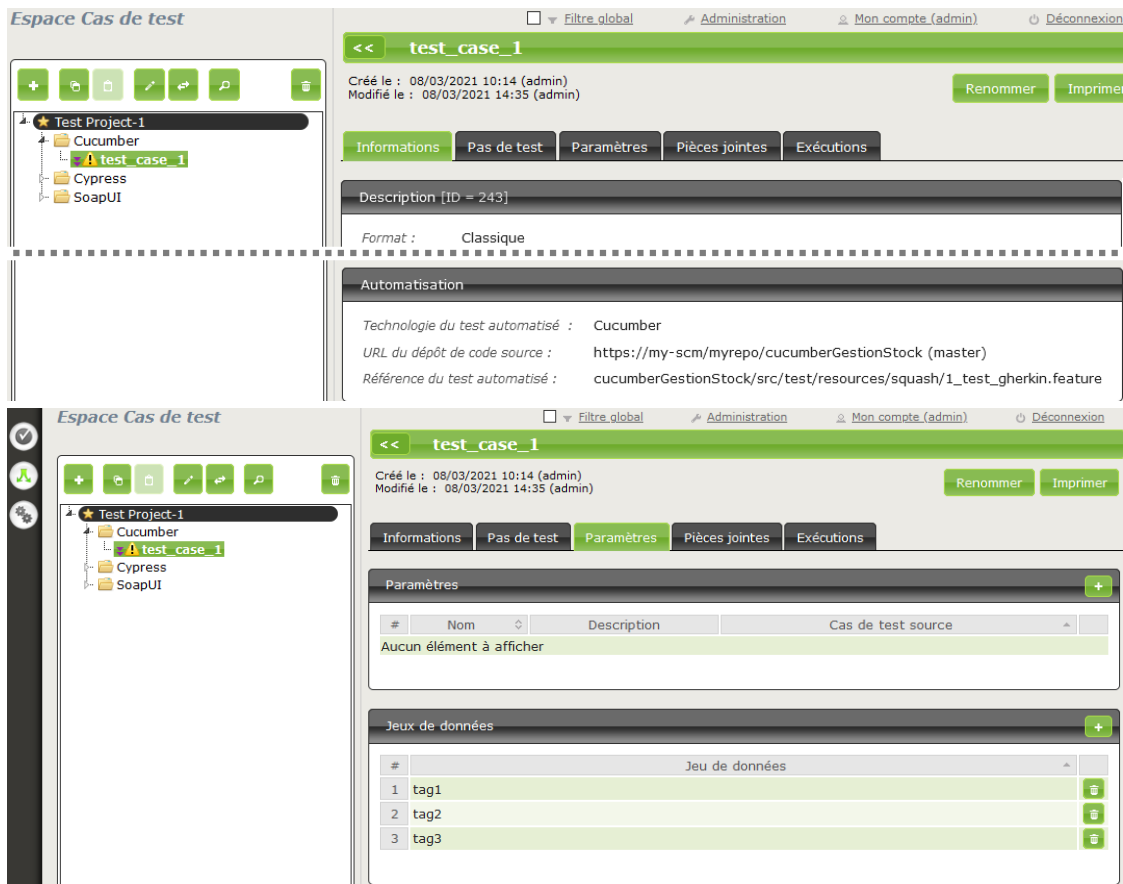 Espace Cas de test
Filtre global Administration Mon compte (admin) Déconnexion
<< test_case_1
Créé le : 08/03/2021 10:14 (admin)
Modifié le : 08/03/2021 14:35 (admin)
Renommer Imprimer
Test Project-1
Cucumber
test_case_1
Cypress
SoapUI
Informations Pas de test Paramètres Pièces jointes Exécutions
Description [ID = 243]
Format : Classique
Automatisation
Technologie du test automatisé : Cucumber
URL du dépôt de code source : https://my-scm/myrepo/cucumberGestionStock (master)
Référence du test automatisé : cucumberGestionStock/src/test/resources/squash/1_test_gherkin.feature
Espace Cas de test
Filtre global Administration Mon compte (admin) Déconnexion
<< test_case_1
Créé le : 08/03/2021 10:14 (admin)
Modifié le : 08/03/2021 14:35 (admin)
Renommer Imprimer
Test Project-1
Cucumber
test_case_1
Cypress
SoapUI
Informations Pas de test Paramètres Pièces jointes Exécutions
Paramètres
# Nom Description Cas de test source
Aucun élément à afficher
Jeux de données
# Jeu de données
1 tag1
2 tag2
3 tag3